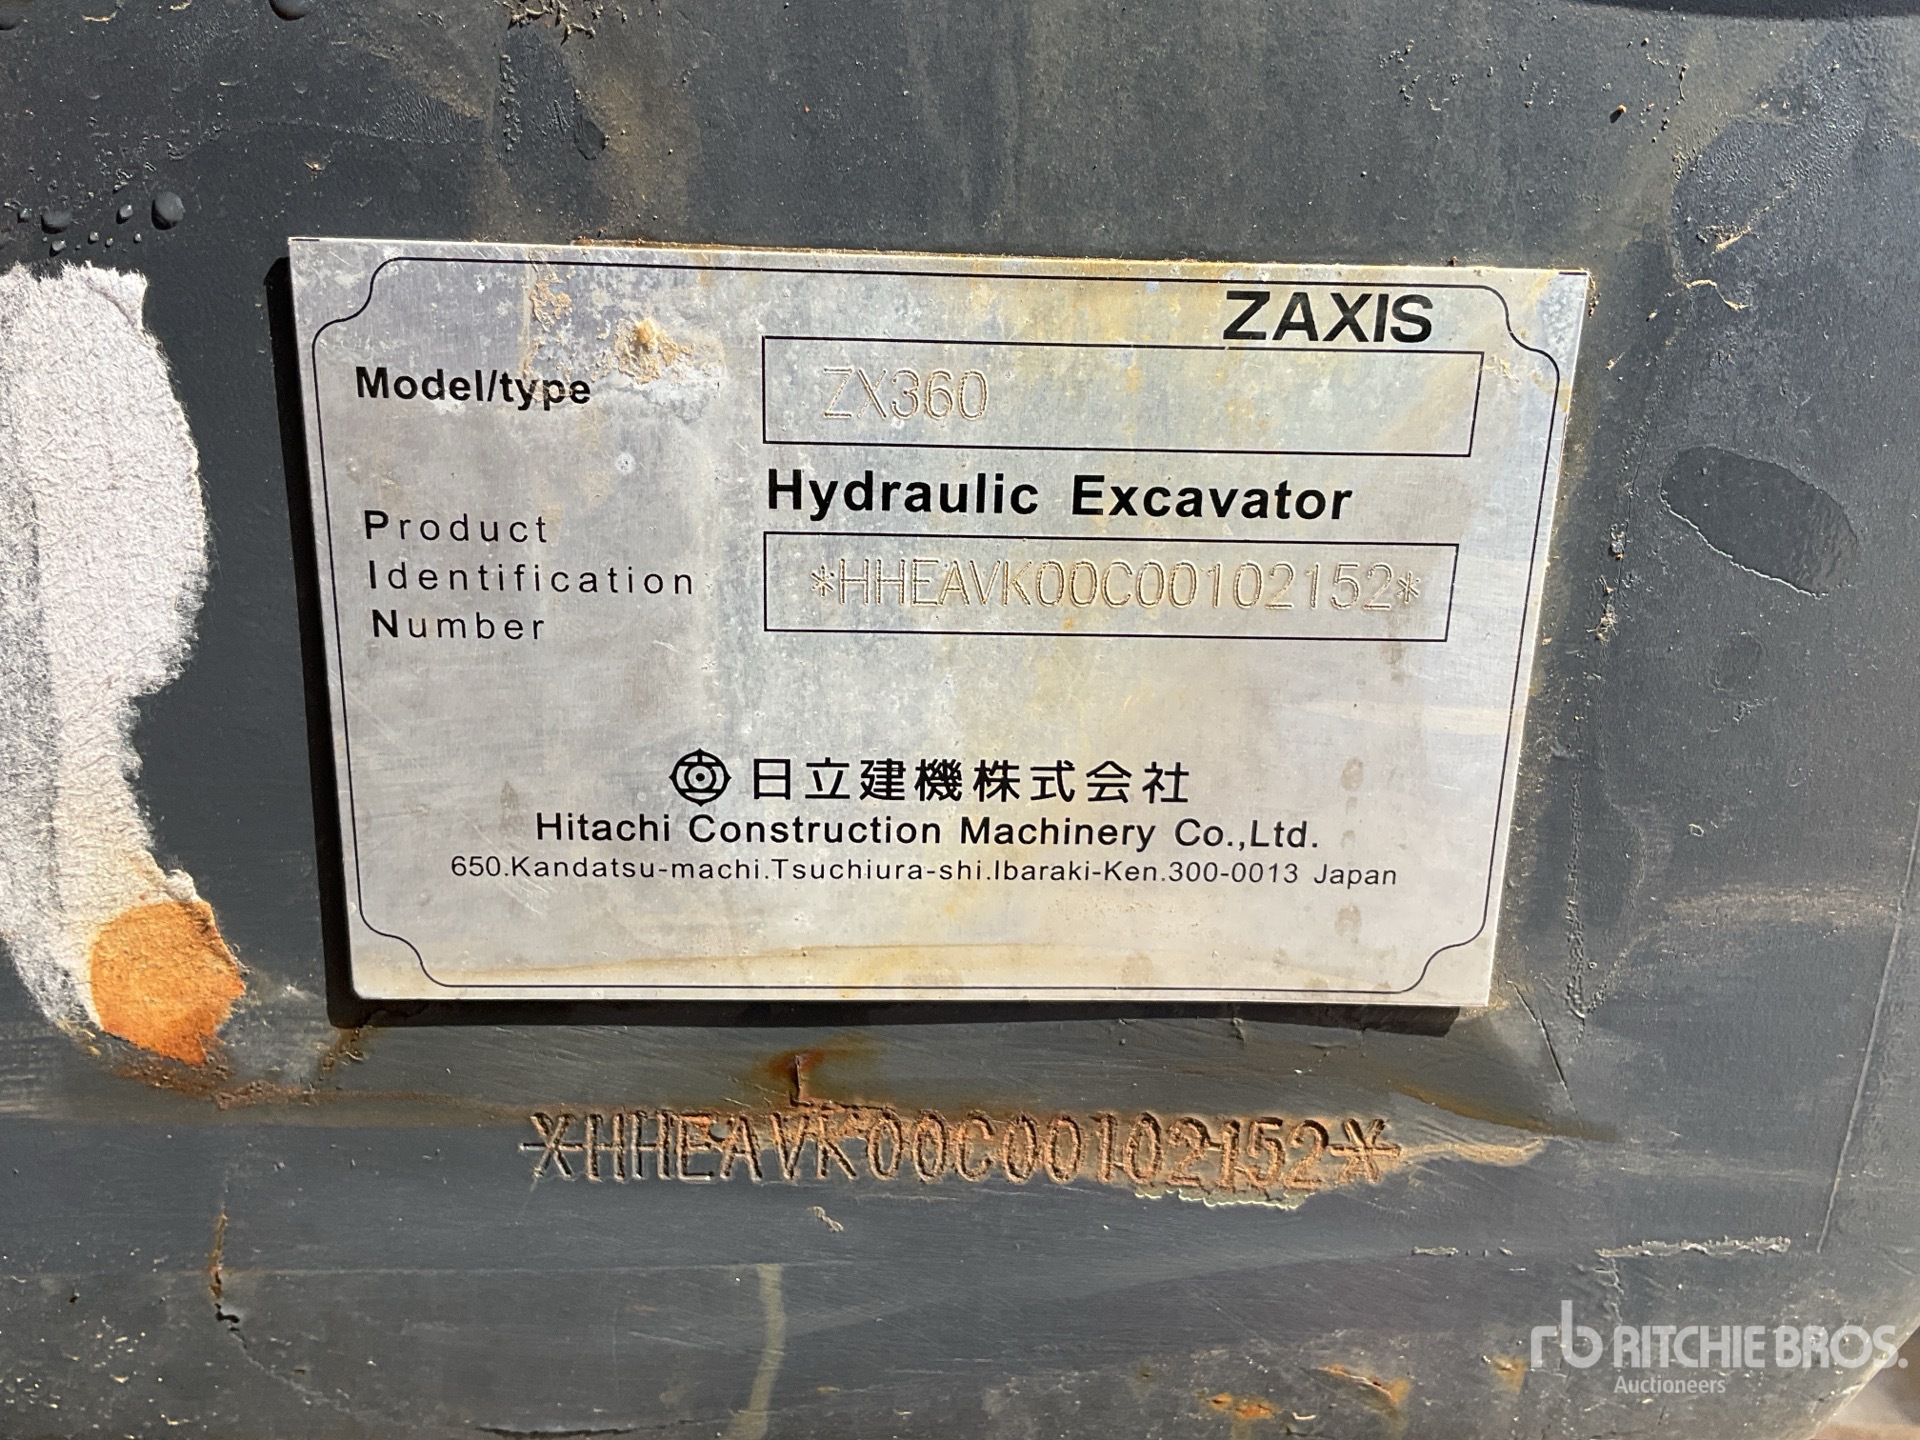 ZAXIS
Model/type ZX360
Hydraulic Excavator
Product
Identification
Number
*HHEAVK00C00102152*
日立建機株式会社
Hitachi Construction Machinery Co.,Ltd.
650.Kandatsu-machi.Tsuchiura-shi.Ibaraki-Ken.300-0013 Japan
*HHEAVK00C00102152*
rb RITCHIE BROS.
Auctioneers